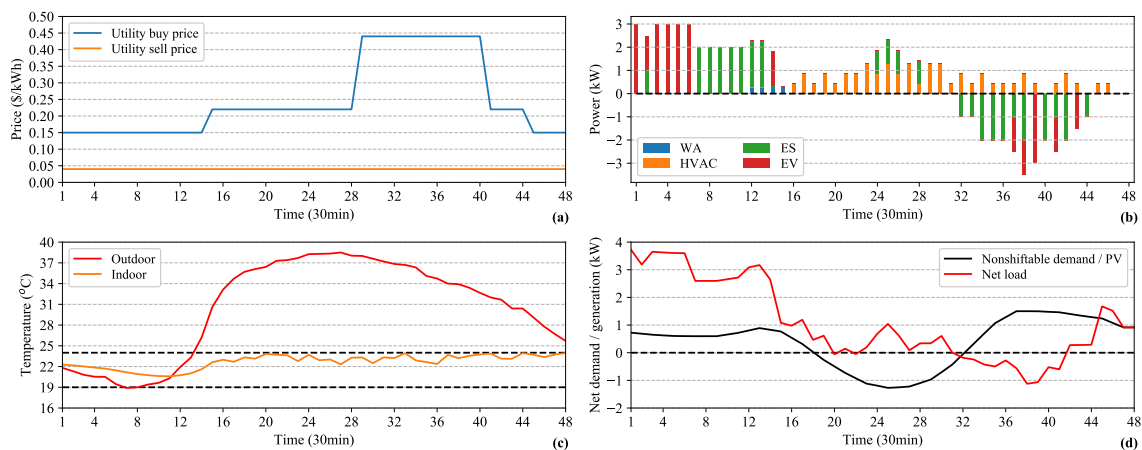 0.50
0.45
0.35
0.30
0.25
0.20
0.15
0.05
0.00
Price ($/kWh)
Utility buy price
Utility sell price
1 4 8 12 16 20 24 28 32 36 40 44 48
Time (30min)
(a)
3
2
1
0
−1
−2
−3
Power (kW)
WA
HVAC
ES
EV
1 4 8 12 16 20 24 28 32 36 40 44 48
Time (30min)
(b)
40
37
34
31
28
25
22
19
16
Temperature (°C)
Outdoor
Indoor
1 4 8 12 16 20 24 28 32 36 40 44 48
Time (30min)
(c)
4
3
2
1
0
−1
−2
Net demand / generation (kW)
Nonshiftable demand / PV
Net load
1 4 8 12 16 20 24 28 32 36 40 44 48
Time (30min)
(d)